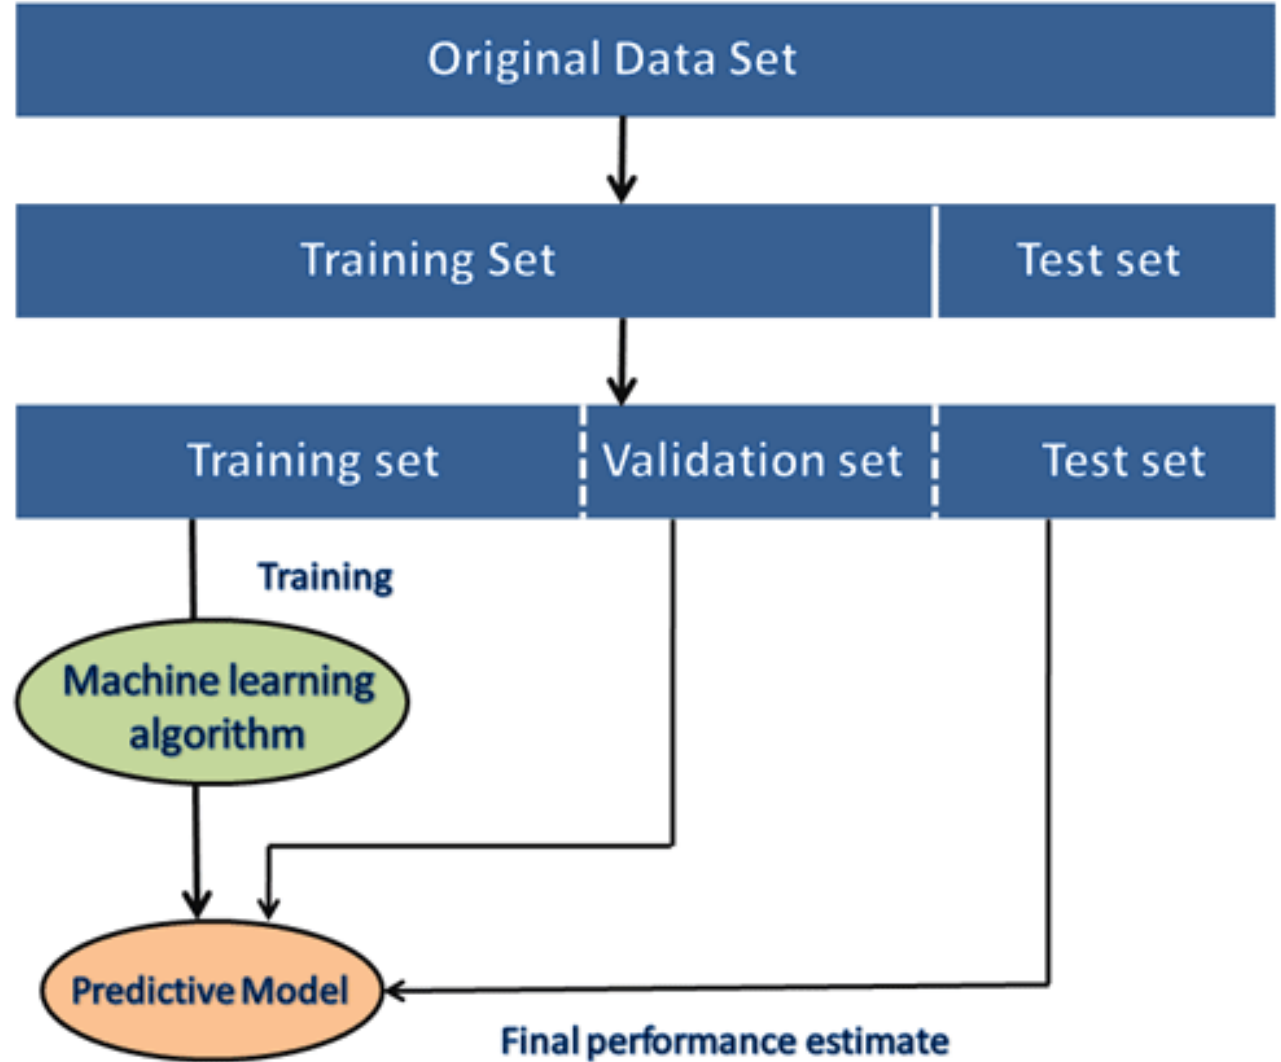 Original Data Set
Training Set
Test set
Training set
Validation set
Test set
Training
Machine learning
algorithm
Predictive Model
Final performance estimate